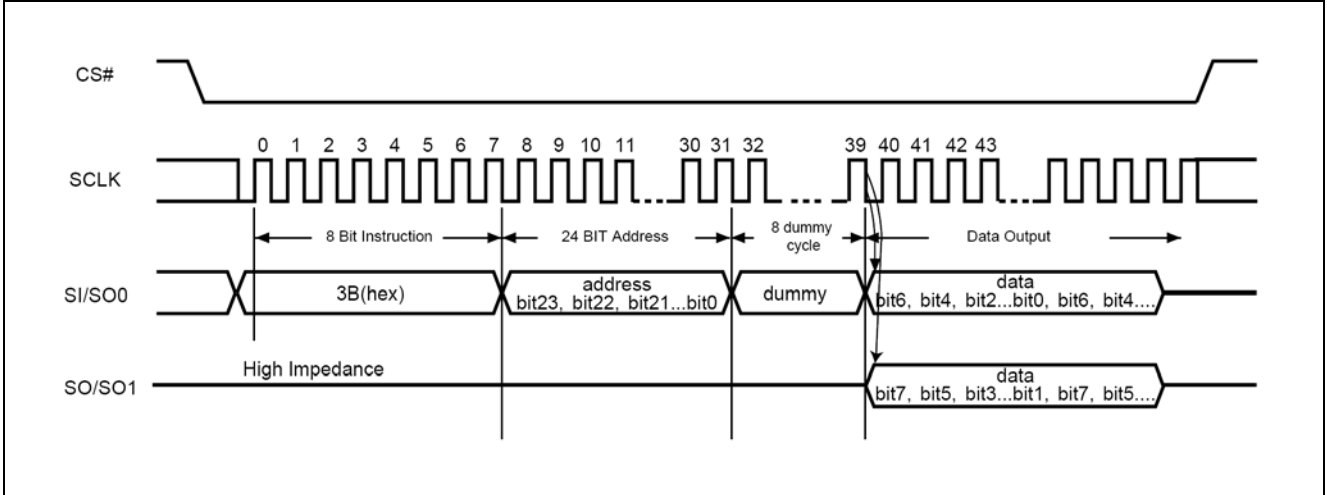 CS#
0 1 2 3 4 5 6 7 8 9 10 11 30 31 32 39 40 41 42 43
SCLK
8 Bit Instruction
24 BIT Address
8 dummy
cycle
Data Output
SI/SO0
3B(hex)
address
bit23, bit22, bit21...bit0
dummy
data
bit6, bit4, bit2...bit0, bit6, bit4....
High Impedance
SO/SO1
data
bit7, bit5, bit3...bit1, bit7, bit5....